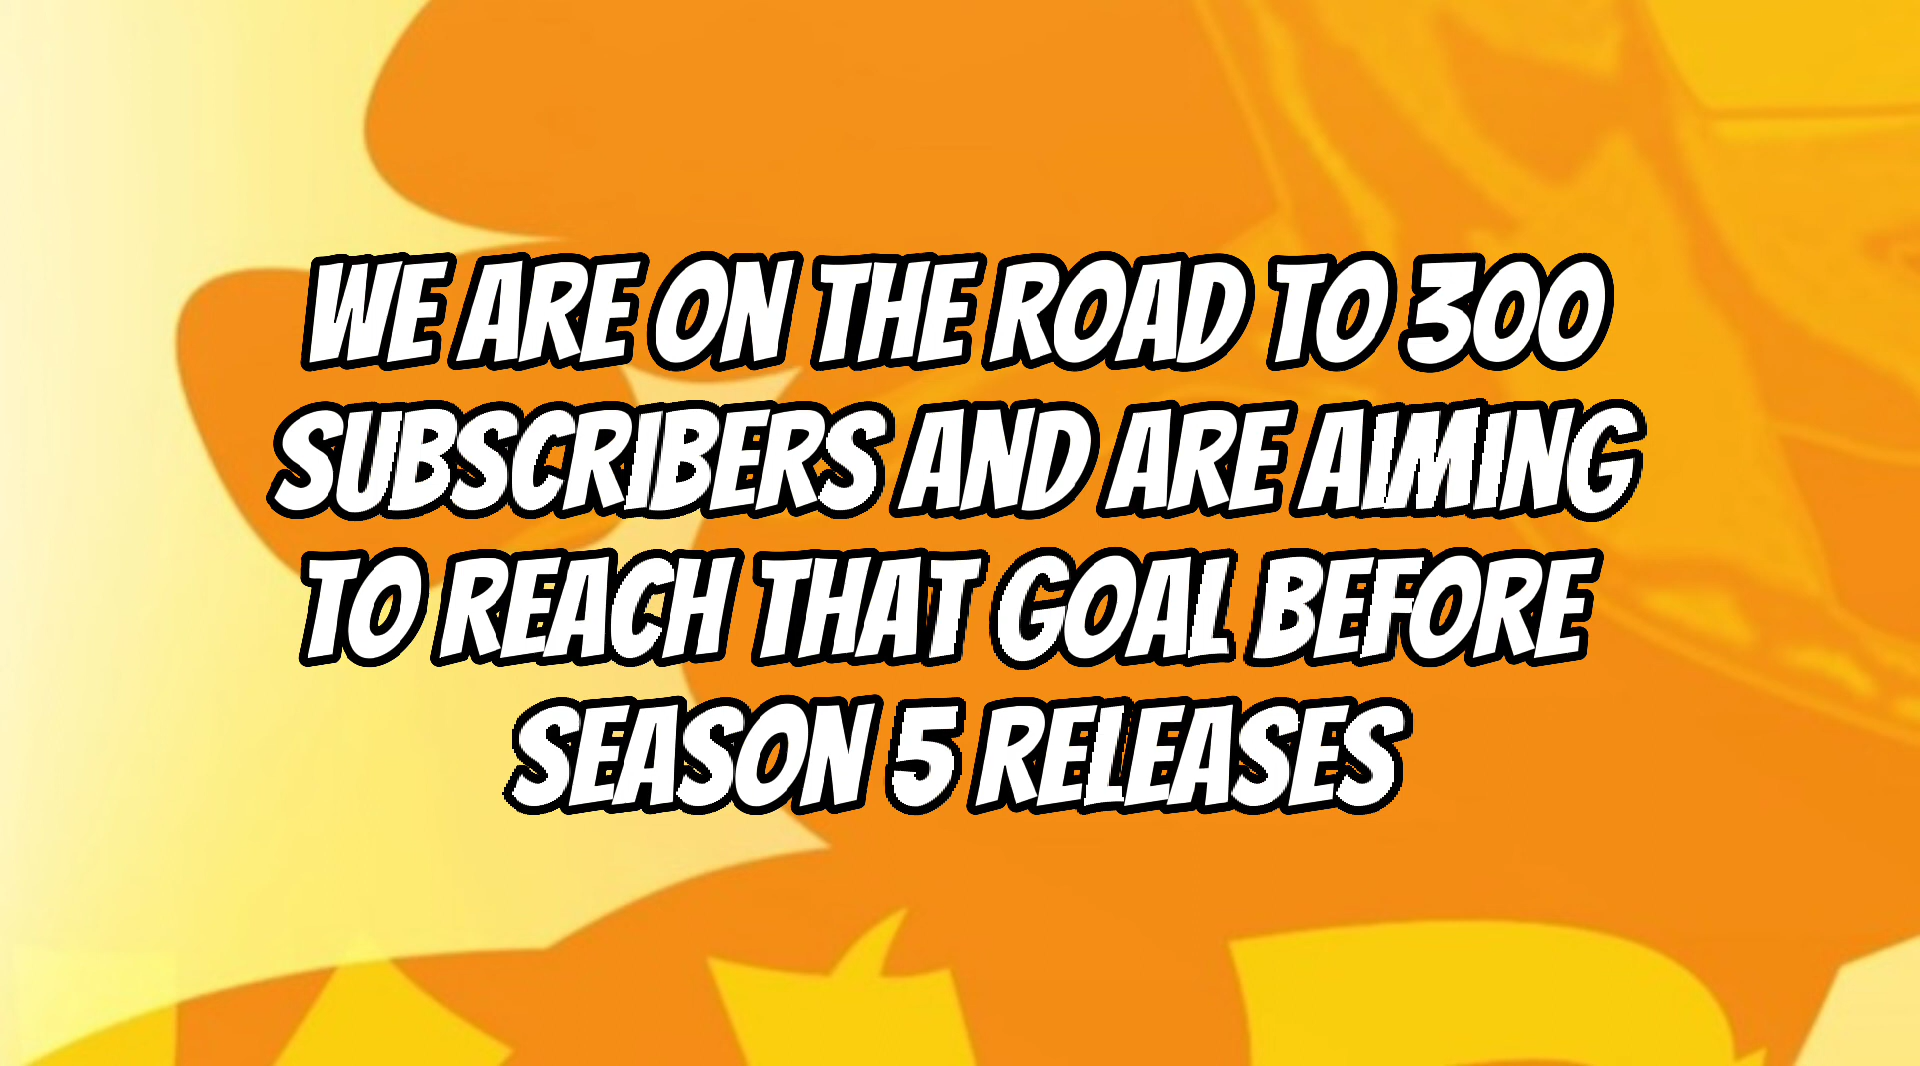 WE ARE ON THE ROAD TO 300
SUBSCRIBERS AND ARE AIMING
TO REACH THAT GOAL BEFORE
SEASON 5 RELEASES